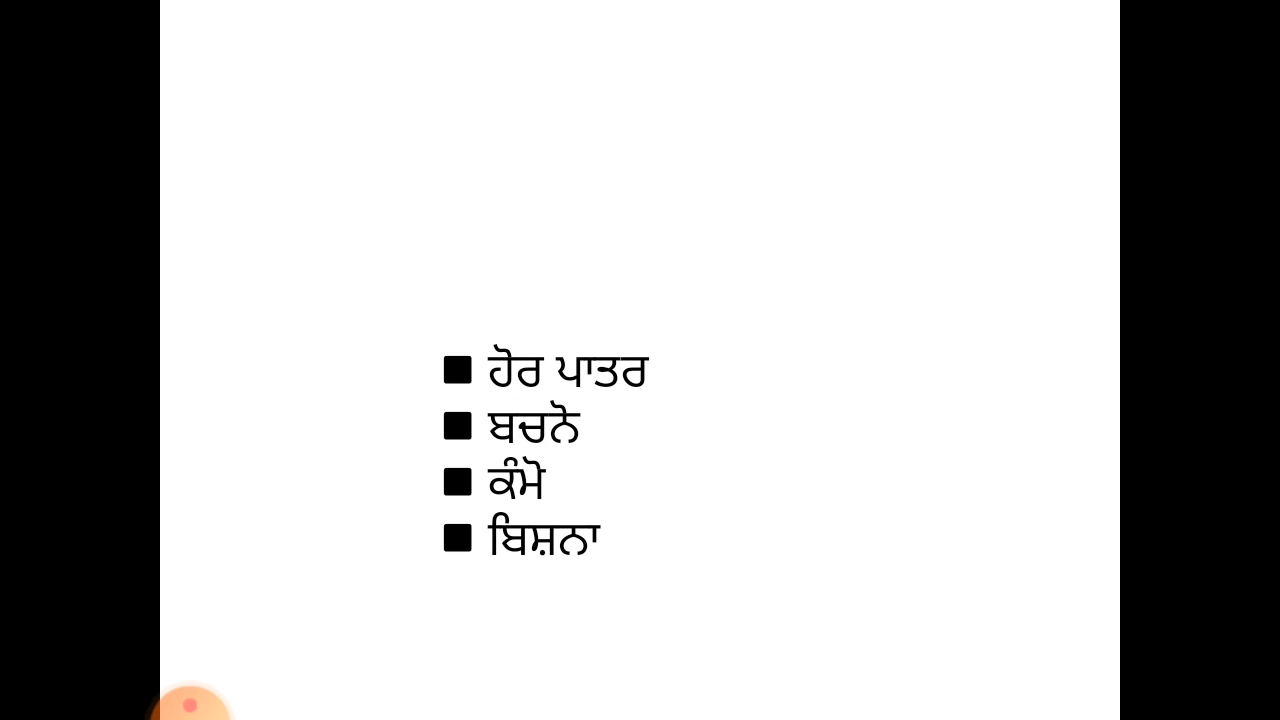 ■ ਹੋਰ ਪਾਤਰ
■ ਬਚਨੋ
■ ਕੰਮੋ
■ ਬਿਸ਼ਨਾ